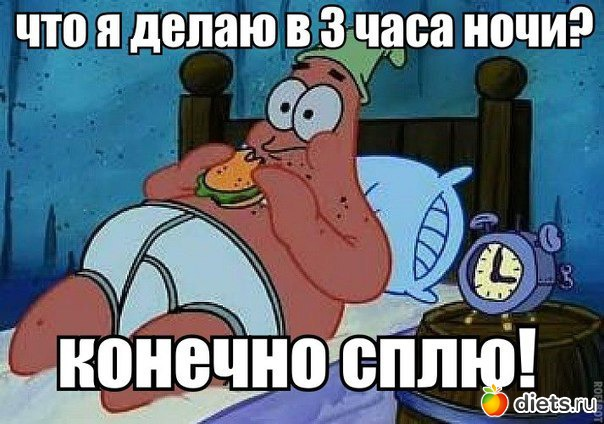 что я делаю в 3 часа ночи?
конечно сплю!
diets.ru